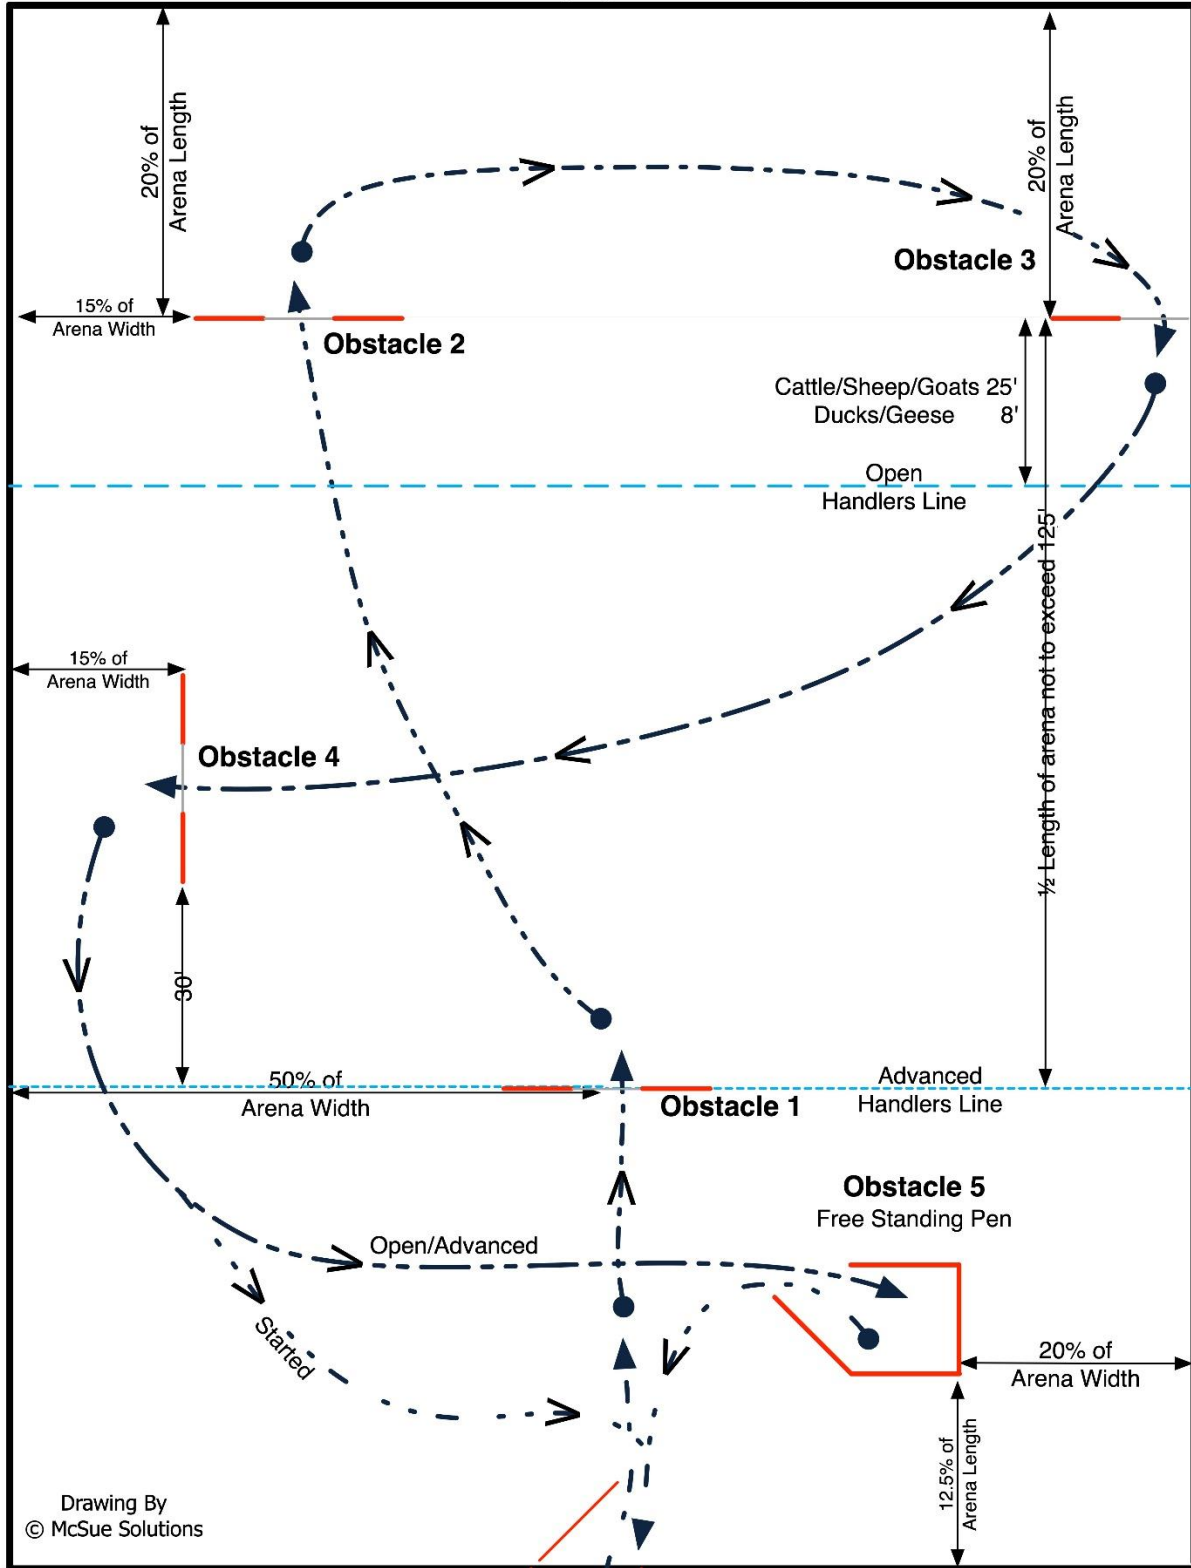 20% of
Arena Length
20% of
Arena Length
Obstacle 3
15% of
Arena Width
Obstacle 2
Cattle/Sheep/Goats 25'
Ducks/Geese 8'
Open
Handlers Line
½ Length of arena not to exceed 125'
15% of
Arena Width
Obstacle 4
30'
50% of
Arena Width
Advanced
Handlers Line
Obstacle 1
Obstacle 5
Free Standing Pen
Open/Advanced
Started
20% of
Arena Width
12.5% of
Arena Length
Drawing By
© McSue Solutions